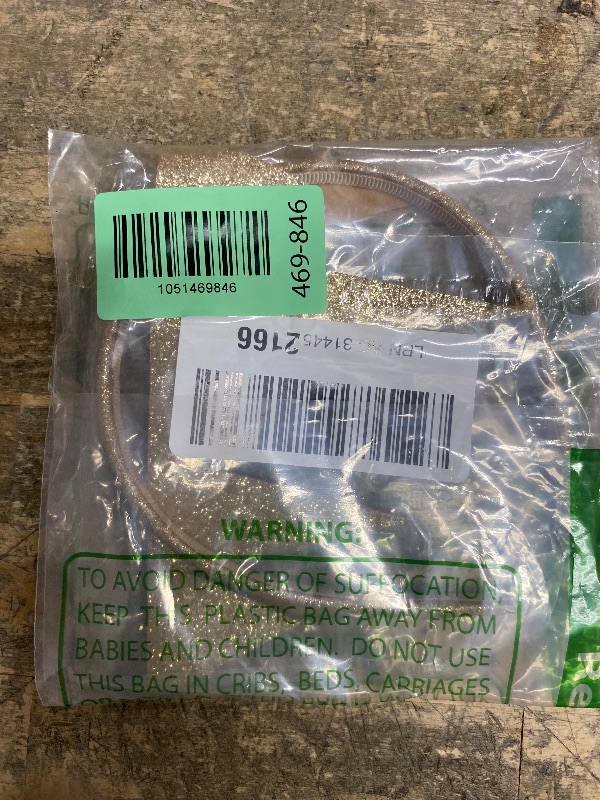 1051469846
469-846
2166
WARNING:
TO AVOID DANGER OF SUFFOCATION,
KEEP THIS PLASTIC BAG AWAY FROM
BABIES AND CHILDREN. DO NOT USE
THIS BAG IN CRIBS, BEDS, CARRIAGES
Re